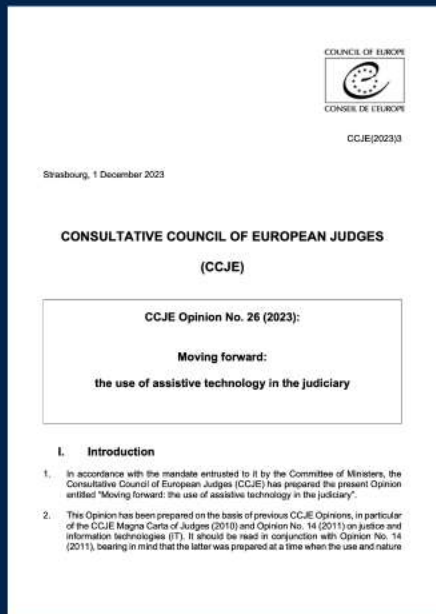 COUNCIL OF EUROPE
CONSEIL DE L'EUROPE
CCJE(2023)3
Strasbourg, 1 December 2023
CONSULTATIVE COUNCIL OF EUROPEAN JUDGES
(CCJE)
CCJE Opinion No. 26 (2023):
Moving forward:
the use of assistive technology in the judiciary
I. Introduction
1. In accordance with the mandate entrusted to it by the Committee of Ministers, the
Consultative Council of European Judges (CCJE) has prepared the present Opinion
entitled "Moving forward: the use of assistive technology in the judiciary".
2. This Opinion has been prepared on the basis of previous CCJE Opinions, in particular
of the CCJE Magna Carta of Judges (2010) and Opinion No. 14 (2011) on justice and
information technologies (IT). It should be read in conjunction with Opinion No. 14
(2011), bearing in mind that the latter was prepared at a time when the use and nature